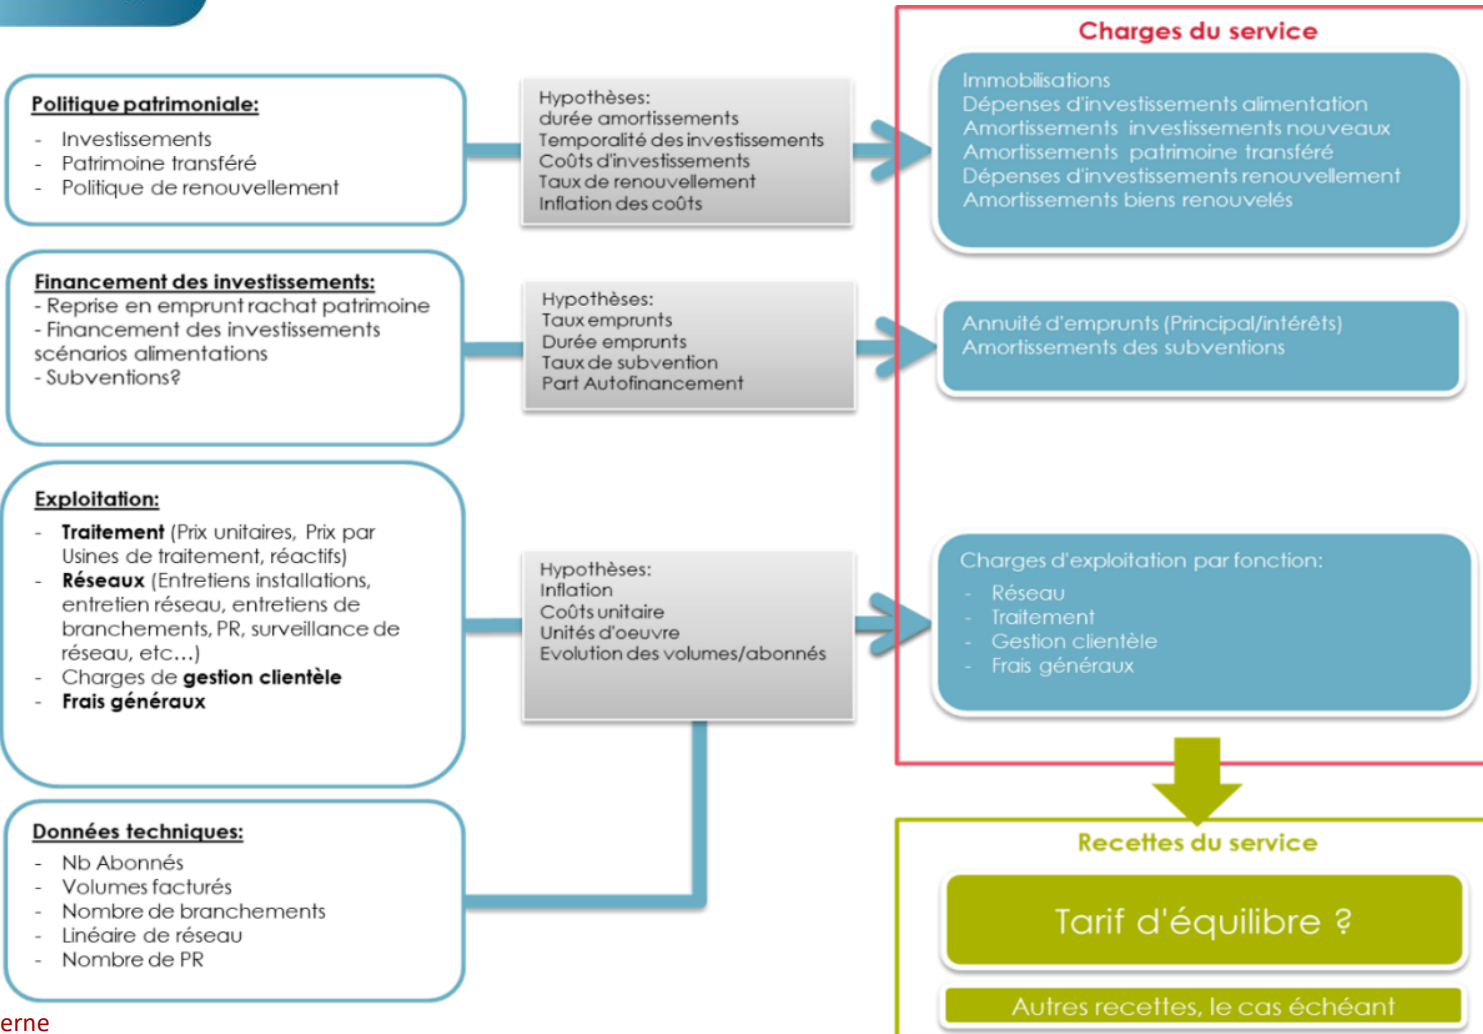 Politique patrimoniale:
- Investissements
- Patrimoine transféré
- Politique de renouvellement
Hypothèses:
durée amortissements
Temporalité des investissements
Coûts d'investissements
Taux de renouvellement
Inflation des coûts
Charges du service
Immobilisations
Dépenses d'investissements alimentation
Amortissements investissements nouveaux
Amortissements patrimoine transféré
Dépenses d'investissements renouvellement
Amortissements biens renouvelés
Financement des investissements:
- Reprise en emprunt rachat patrimoine
- Financement des investissements
scénarios alimentations
- Subventions?
Hypothèses:
Taux emprunts
Durée emprunts
Taux de subvention
Part Autofinancement
Annuité d'emprunts (Principal/intérêts)
Amortissements des subventions
Exploitation:
- Traitement (Prix unitaires, Prix par
Usines de traitement, réactifs)
- Réseaux (Entretiens installations,
entretien réseau, entretiens de
branchements, PR, surveillance de
réseau, etc...)
- Charges de gestion clientèle
- Frais généraux
Hypothèses:
Inflation
Coûts unitaire
Unités d'oeuvre
Evolution des volumes/abonnés
Charges d'exploitation par fonction:
- Réseau
- Traitement
- Gestion clientèle
- Frais généraux
Données techniques:
- Nb Abonnés
- Volumes facturés
- Nombre de branchements
- Linéaire de réseau
- Nombre de PR
Recettes du service
Tarif d'équilibre ?
Autres recettes, le cas échéant
erne